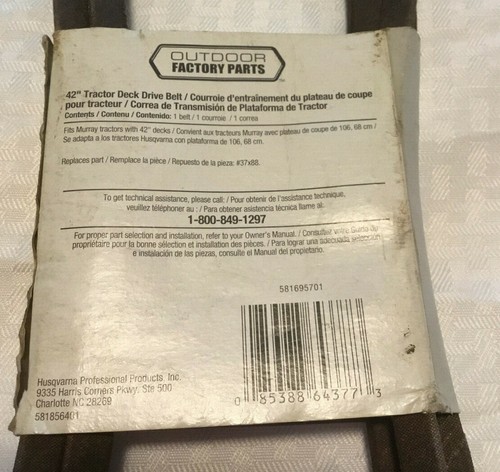 OUTDOOR
FACTORY PARTS
42" Tractor Deck Drive Belt / Courroie d'entraînement du plateau de coupe
pour tracteur / Correa de Transmisión de Plataforma de Tractor
Contents / Contenu / Contenido: 1 belt / 1 courroie / 1 correa
Fits Murray tractors with 42" decks / Convient aux tracteurs Murray avec plateau de coupe de 106, 68 cm /
Se adapta a los tractores Husqvarna con plataforma de 106, 68 cm.
Replaces part / Remplace la pièce / Repuesto de la pieza: #37x88.
To get technical assistance, please call: / Pour obtenir de l'assistance technique,
veuillez téléphoner au : / Para obtener asistencia técnica llame al:
1-800-849-1297
For proper part selection and installation, refer to your Owner's Manual. / Consulter votre Guide du
propriétaire pour la bonne sélection et installation des pièces. / Para lograr una adecuada selección
e instalación de las piezas, consulte el Manual del propietario.
581695701
0 85388 64377 3
Husqvarna Professional Products, Inc.
9335 Harris Corners Pkwy. Ste 500
Charlotte NC 28269
581856401